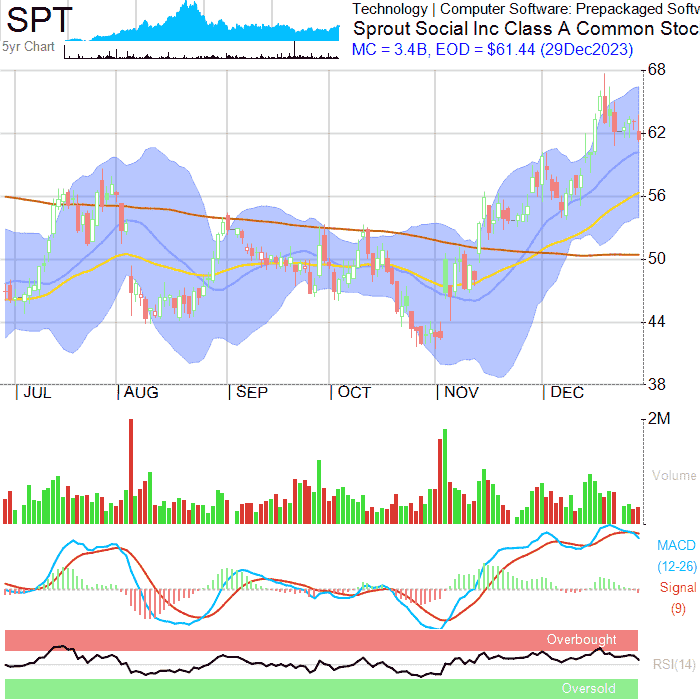 SPT
5yr Chart
Technology | Computer Software: Prepackaged Softw
Sprout Social Inc Class A Common Stoc
MC = 3.4B, EOD = $61.44 (29Dec2023)
68
62
56
50
44
38
JUL
AUG
SEP
OCT
NOV
DEC
2M
Volume
MACD
(12-26)
Signal
(9)
Overbought
RSI(14)
Oversold